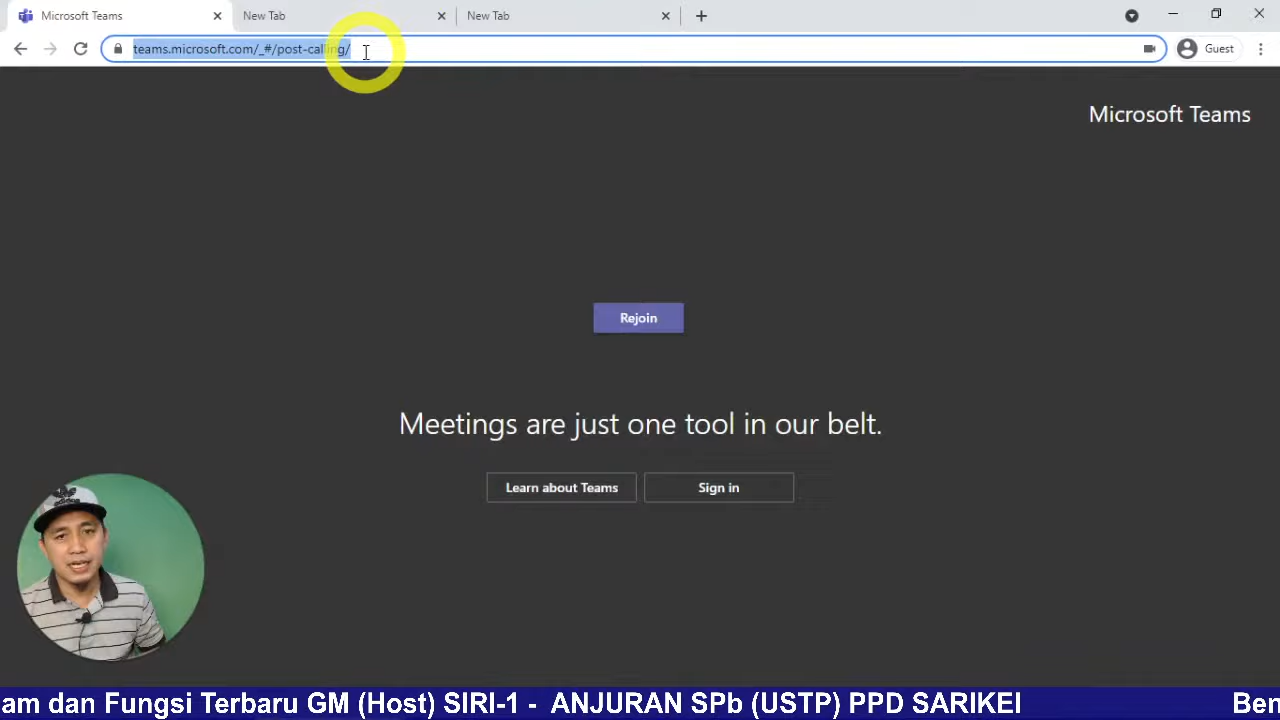 Microsoft Teams
New Tab
New Tab
teams.microsoft.com/_#/post-calling/
Guest
Microsoft Teams
Rejoin
Meetings are just one tool in our belt.
Learn about Teams
Sign in
am dan Fungsi Terbaru GM (Host) SIRI-1 - ANJURAN SPb (USTP) PPD SARIKEI
Ben